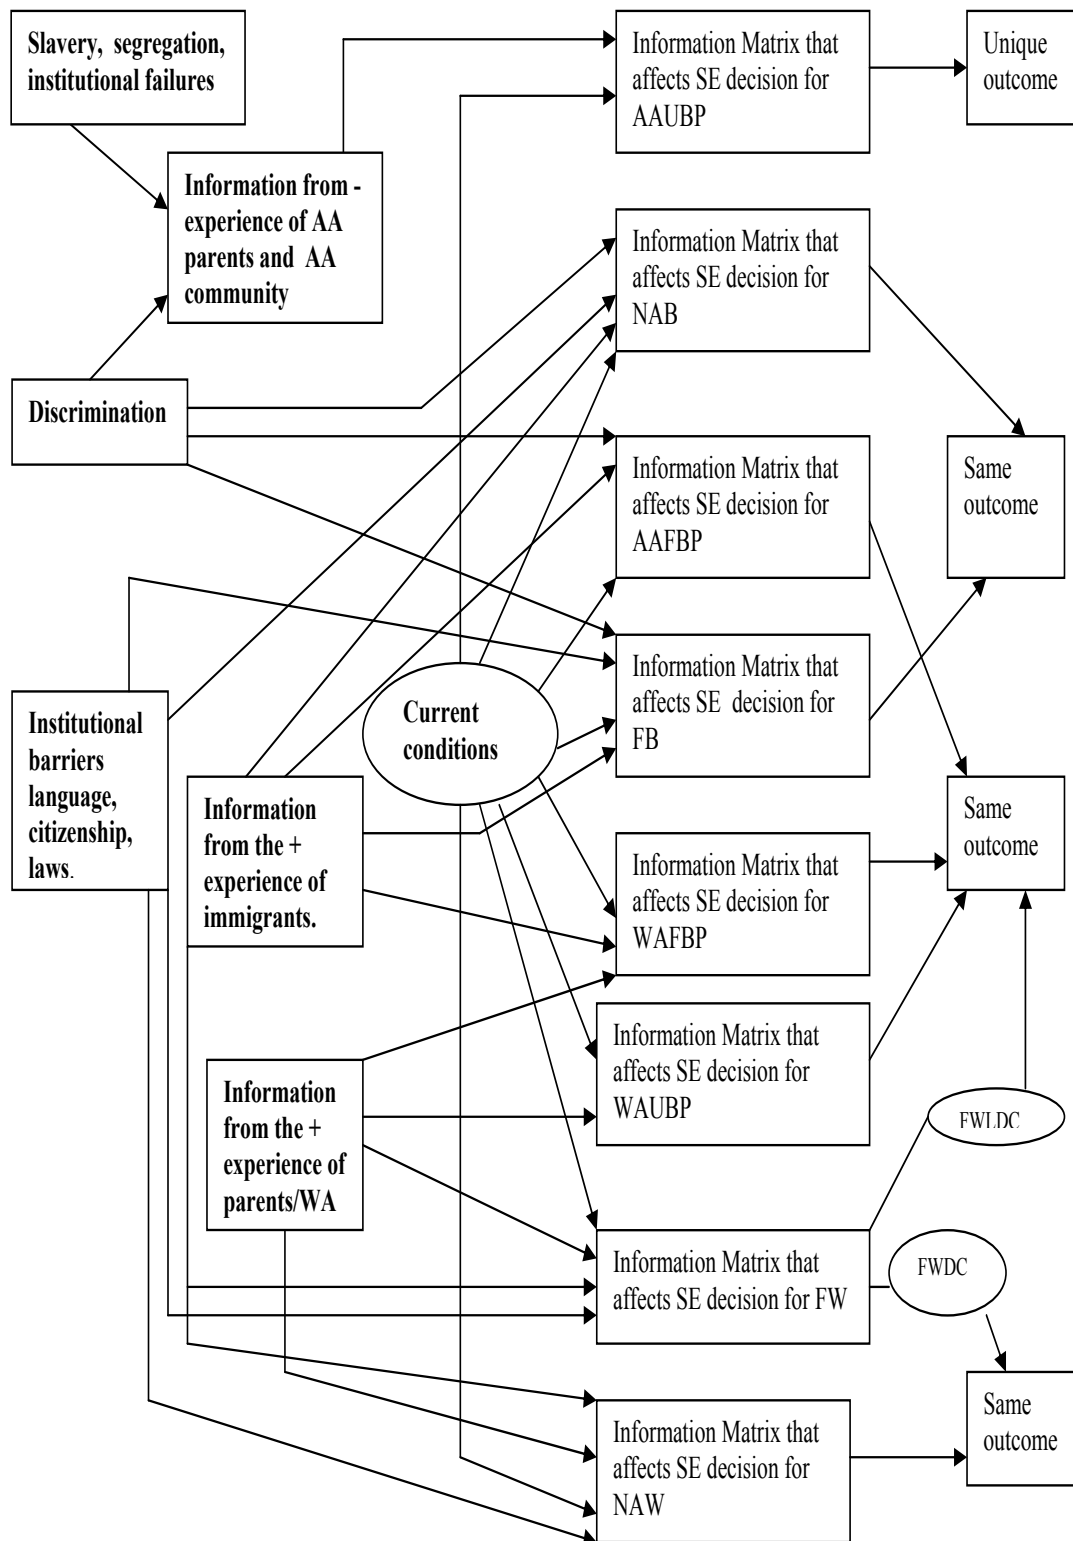 Slavery, segregation,
institutional failures
Information Matrix that
affects SE decision for
AAUBP
Unique
outcome
Information from -
experience of AA
parents and AA
community
Information Matrix that
affects SE decision for
NAB
Discrimination
Information Matrix that
affects SE decision for
AAFBP
Same
outcome
Information Matrix that
affects SE decision for
FB
Current
conditions
Institutional
barriers
language,
citizenship,
laws.
Information
from the +
experience of
immigrants.
Same
outcome
Information Matrix that
affects SE decision for
WAFBP
Information Matrix that
affects SE decision for
WAUBP
Information
from the +
experience of
parents/WA
FWLDC
Information Matrix that
affects SE decision for FW
FWDC
Information Matrix that
affects SE decision for
NAW
Same
outcome